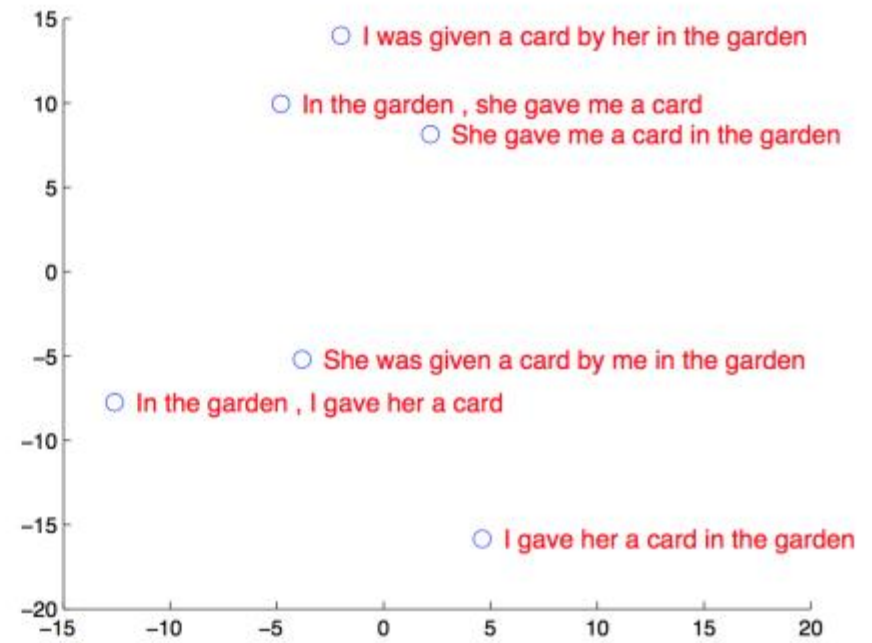 15
I was given a card by her in the garden
10
In the garden , she gave me a card
She gave me a card in the garden
5
0
−5
She was given a card by me in the garden
In the garden , I gave her a card
−10
−15
I gave her a card in the garden
−20
−15 −10 −5 0 5 10 15 20